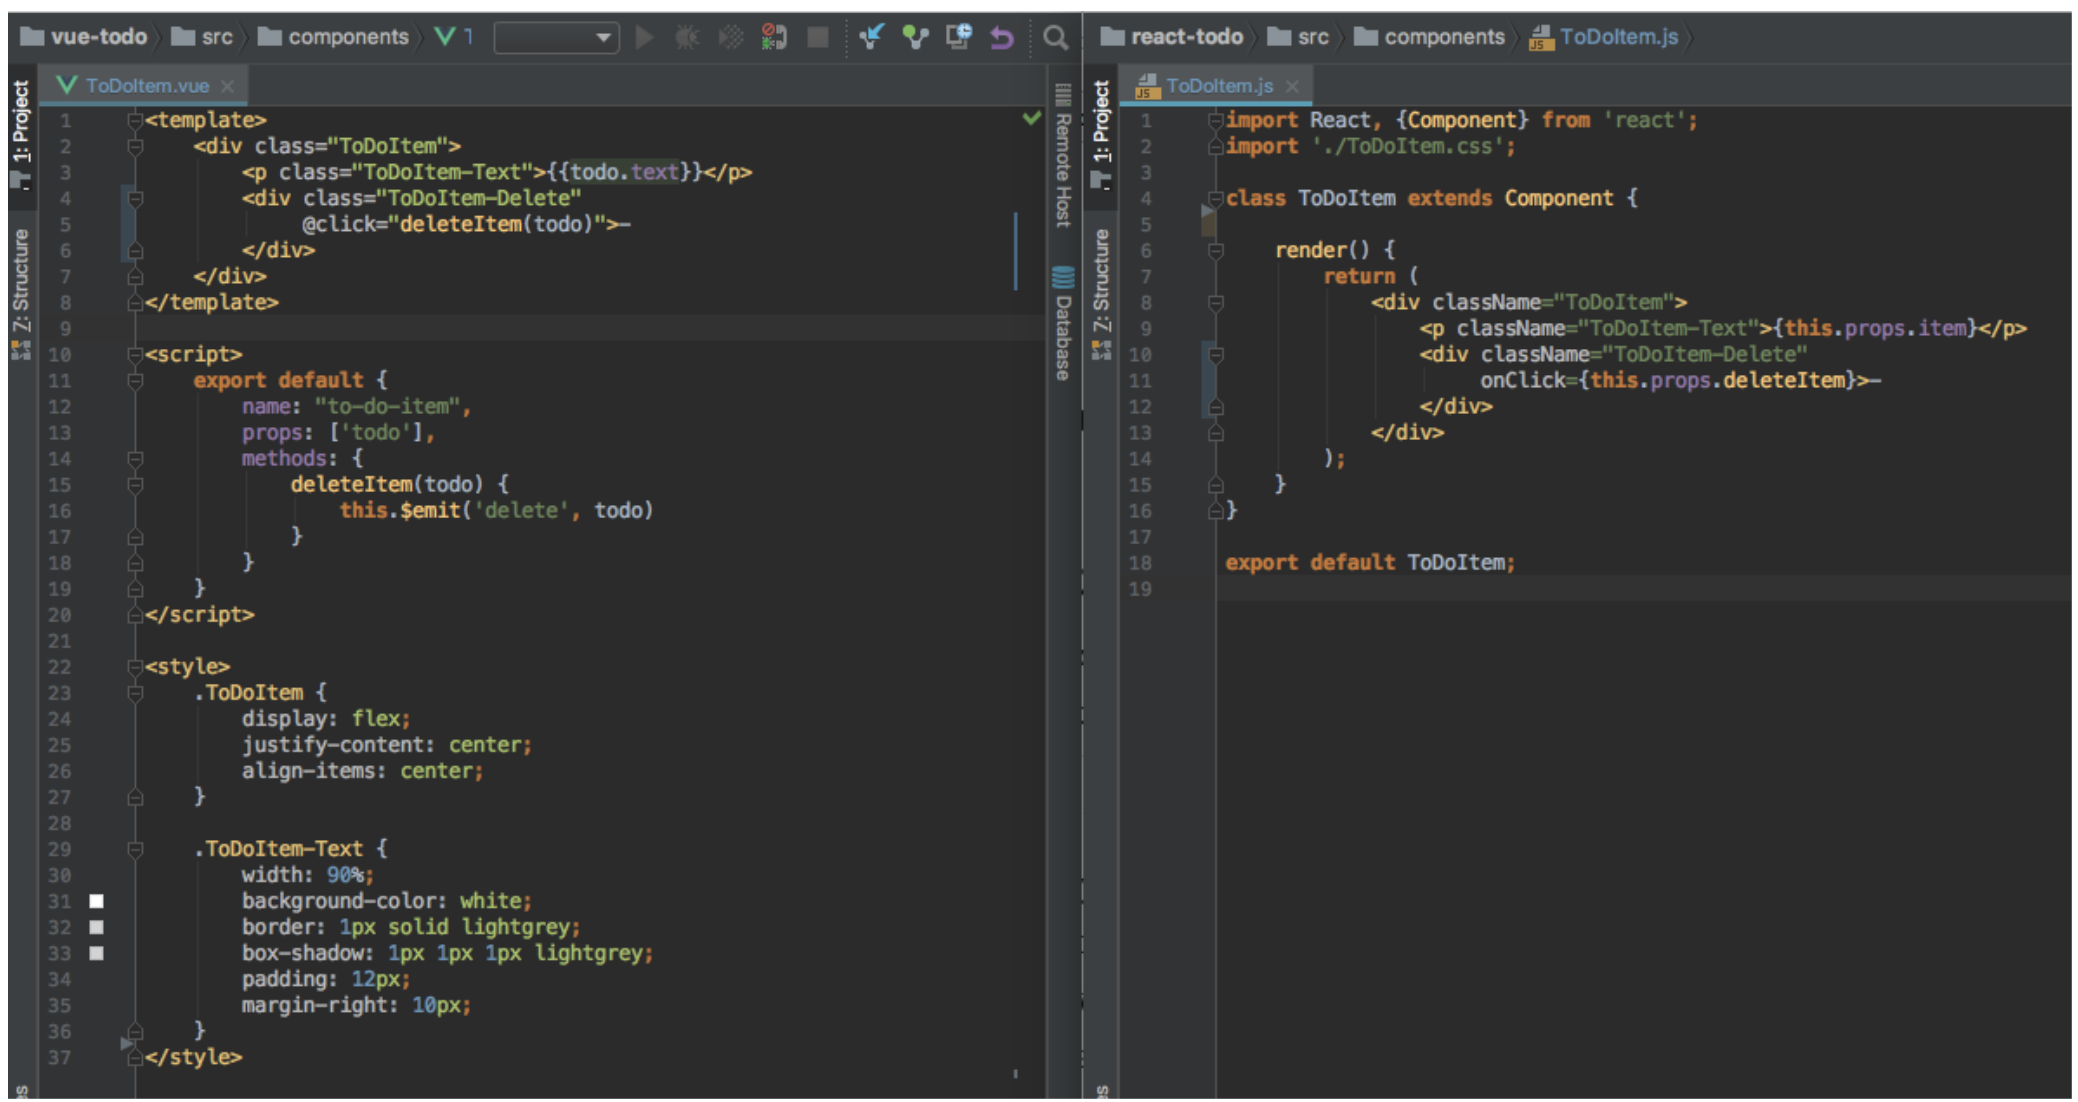 vue-todo src components 1
ToDoItem.vue
1: Project
Z: Structure
1 <template>
2 <div class="ToDoItem">
3 <p class="ToDoItem-Text">{{todo.text}}</p>
4 <div class="ToDoItem-Delete"
5 @click="deleteItem(todo)">-
6 </div>
7 </div>
8 </template>
9
10 <script>
11 export default {
12 name: "to-do-item",
13 props: ['todo'],
14 methods: {
15 deleteItem(todo) {
16 this.$emit('delete', todo)
17 }
18 }
19 }
20 </script>
21
22 <style>
23 .ToDoItem {
24 display: flex;
25 justify-content: center;
26 align-items: center;
27 }
28
29 .ToDoItem-Text {
30 width: 90%;
31 background-color: white;
32 border: 1px solid lightgrey;
33 box-shadow: 1px 1px 1px lightgrey;
34 padding: 12px;
35 margin-right: 10px;
36 }
37 </style>
Remote Host
Database
react-todo src components ToDoItem.js
ToDoItem.js
1: Project
Z: Structure
1 import React, {Component} from 'react';
2 import './ToDoItem.css';
3
4 class ToDoItem extends Component {
5
6 render() {
7 return (
8 <div className="ToDoItem">
9 <p className="ToDoItem-Text">{this.props.item}</p>
10 <div className="ToDoItem-Delete"
11 onClick={this.props.deleteItem}>-
12 </div>
13 </div>
14 );
15 }
16 }
17
18 export default ToDoItem;
19